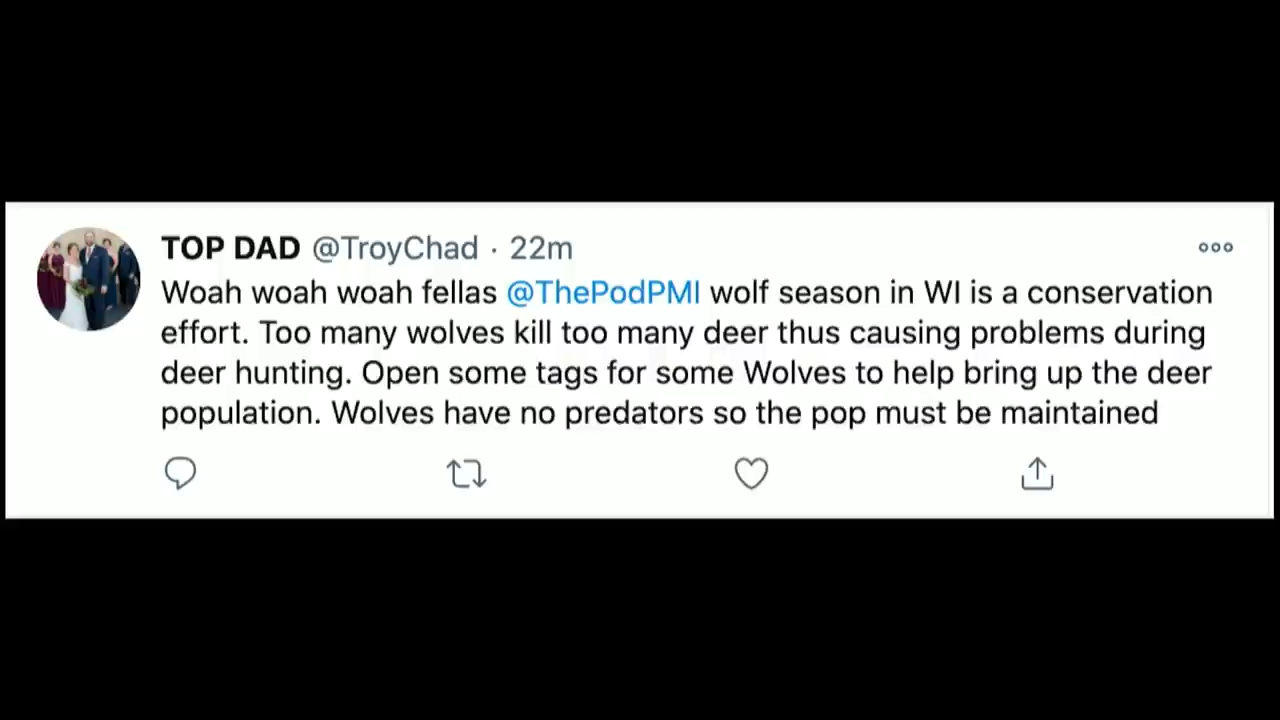 TOP DAD @TroyChad · 22m
Woah woah woah fellas @ThePodPMI wolf season in WI is a conservation
effort. Too many wolves kill too many deer thus causing problems during
deer hunting. Open some tags for some Wolves to help bring up the deer
population. Wolves have no predators so the pop must be maintained